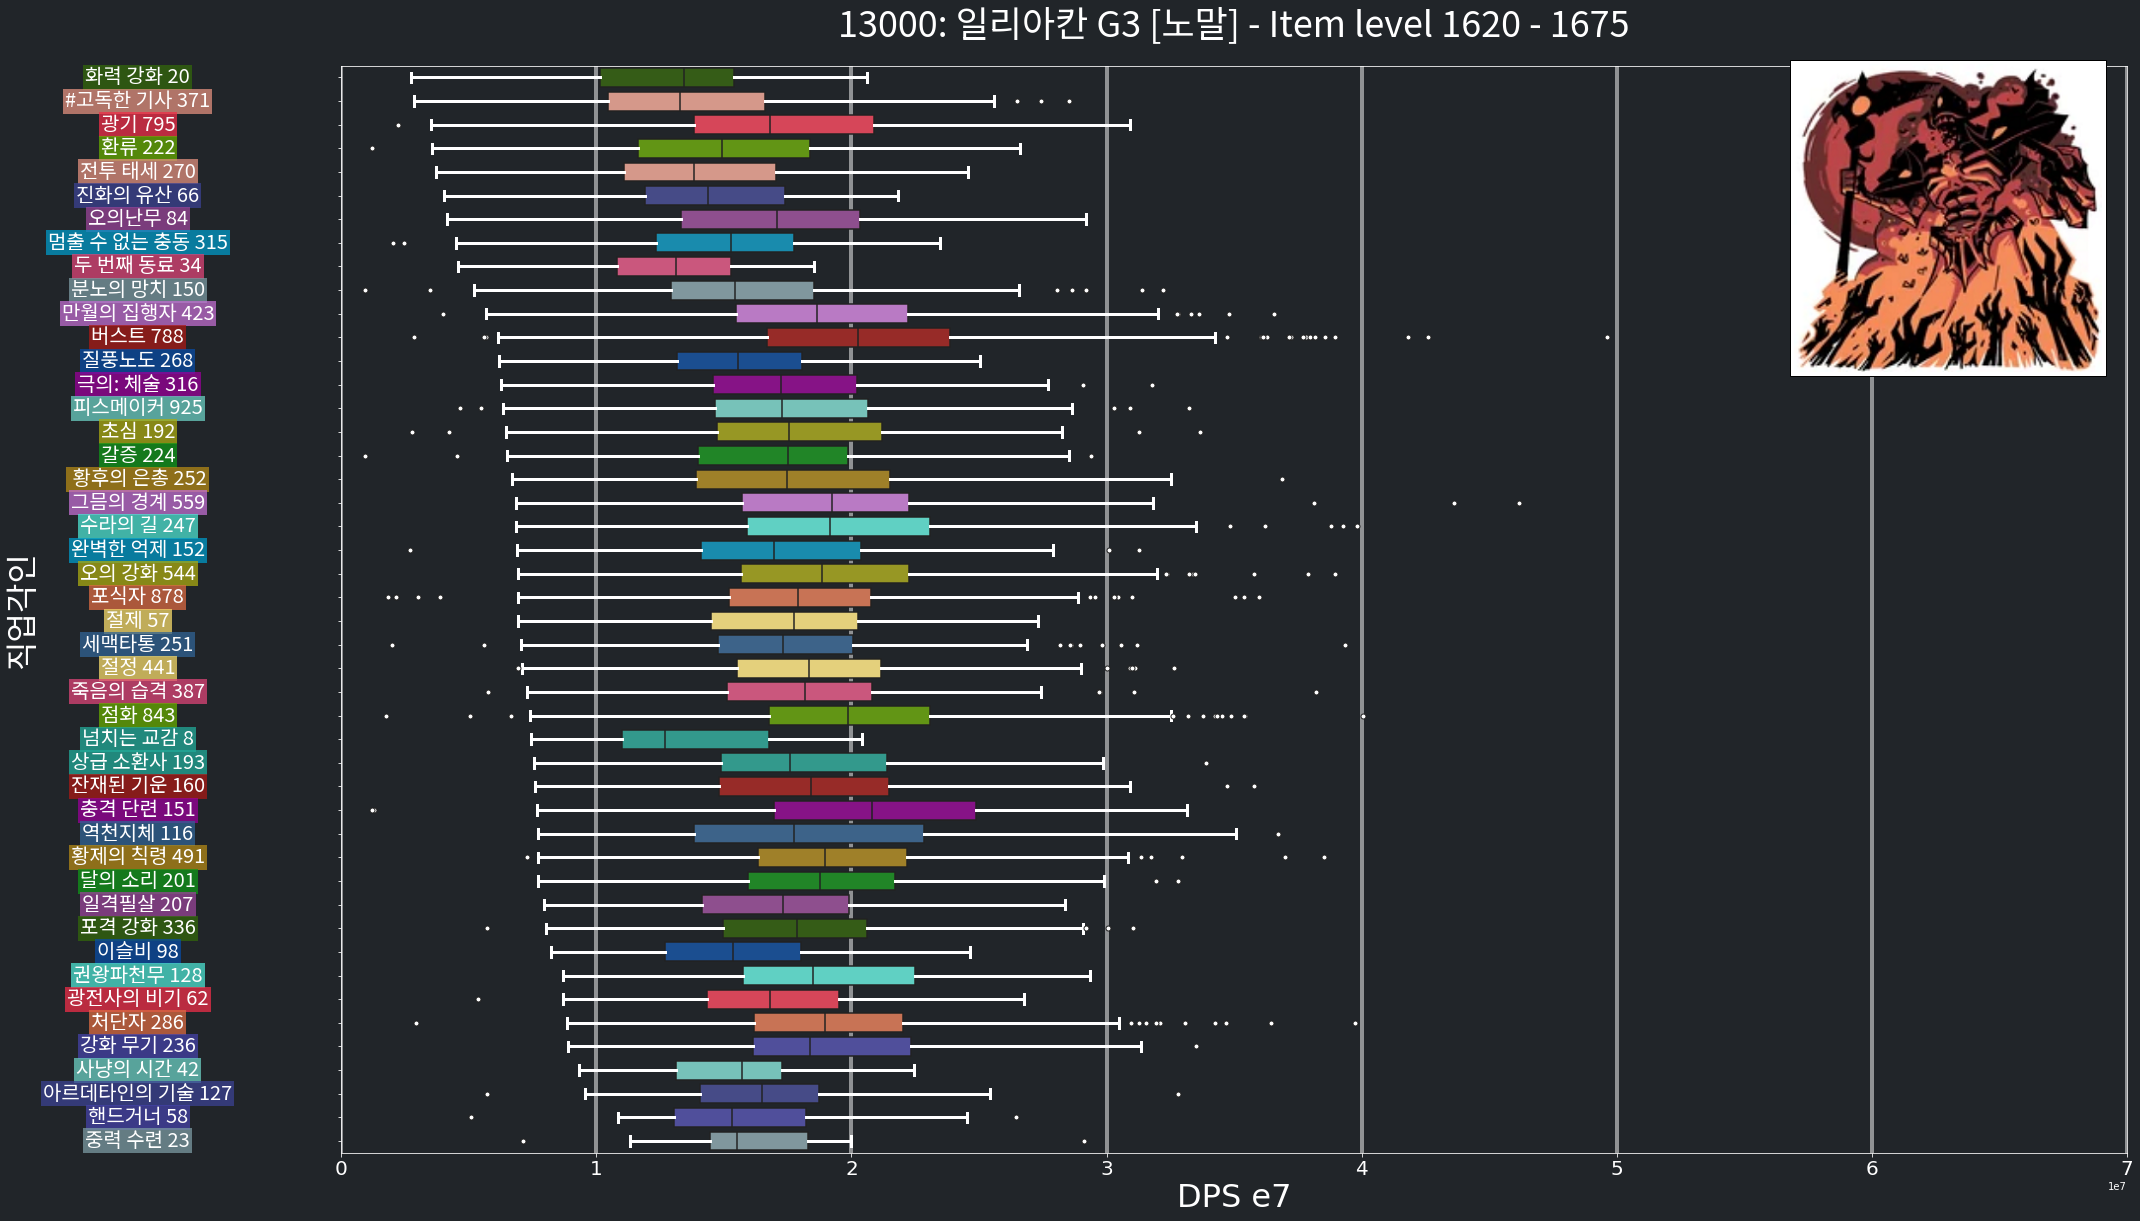 13000: 일리아칸 G3 [노말] - Item level 1620 - 1675
화력 강화 20
#고독한 기사 371
광기 795
환류 222
전투 태세 270
진화의 유산 66
오의난무 84
멈출 수 없는 충동 315
두 번째 동료 34
분노의 망치 150
만월의 집행자 423
버스트 788
질풍노도 268
극의: 체술 316
피스메이커 925
초심 192
갈증 224
황후의 은총 252
그믐의 경계 559
수라의 길 247
완벽한 억제 152
오의 강화 544
포식자 878
절제 57
세맥타통 251
절정 441
죽음의 습격 387
점화 843
넘치는 교감 8
상급 소환사 193
잔재된 기운 160
충격 단련 151
역천지체 116
황제의 칙령 491
달의 소리 201
일격필살 207
포격 강화 336
이슬비 98
권왕파천무 128
광전사의 비기 62
처단자 286
강화 무기 236
사냥의 시간 42
아르데타인의 기술 127
핸드거너 58
중력 수련 23
직업각인
0 1 2 3 4 5 6 7
1e7
DPS e7